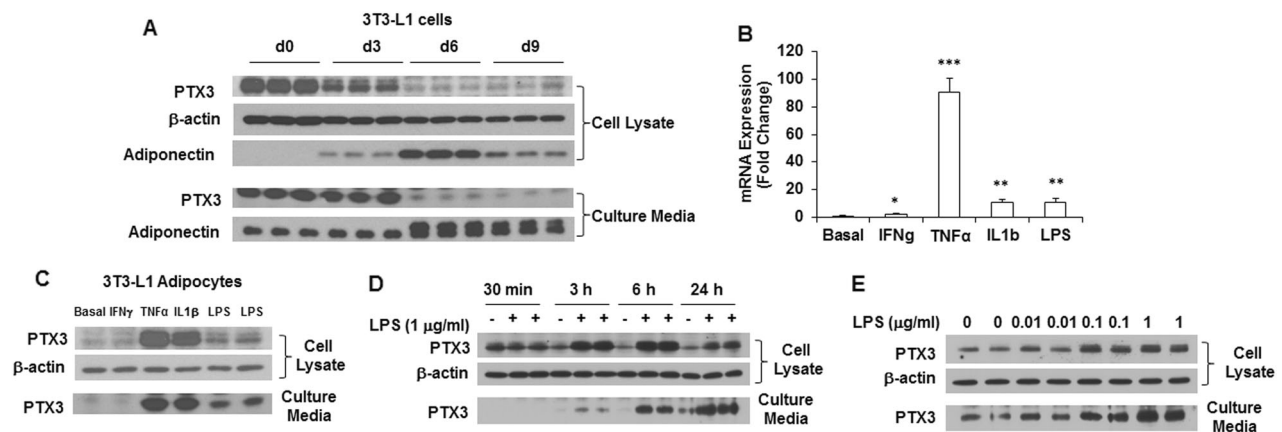 A
3T3-L1 cells
d0 d3 d6 d9
PTX3
β-actin
Adiponectin
Cell Lysate
PTX3
Adiponectin
Culture Media
B
mRNA Expression
(Fold Change)
120
100
80
60
40
20
0
*
***
**
**
Basal IFNg TNFα IL1b LPS
C
3T3-L1 Adipocytes
Basal IFNγ TNFα IL1β LPS LPS
PTX3
β-actin
Cell
Lysate
PTX3
Culture
Media
D
30 min 3 h 6 h 24 h
LPS (1 μg/ml) - + + - + + - + + - + +
PTX3
β-actin
Cell
Lysate
PTX3
Culture
Media
E
LPS (μg/ml) 0 0 0.01 0.01 0.1 0.1 1 1
PTX3
β-actin
Cell
Lysate
PTX3
Culture
Media